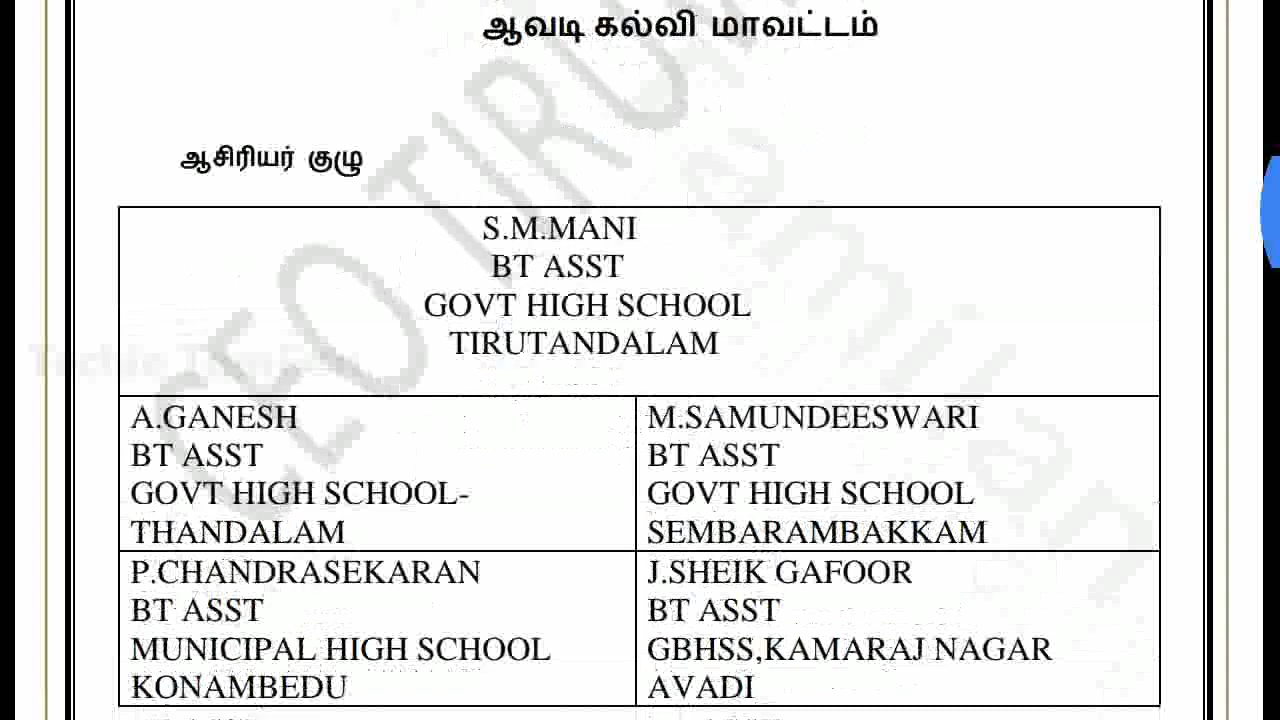 ஆவடி கல்வி மாவட்டம்
ஆசிரியர் குழு
S.M.MANI
BT ASST
GOVT HIGH SCHOOL
TIRUTANDALAM
A.GANESH
BT ASST
GOVT HIGH SCHOOL-
THANDALAM
M.SAMUNDEESWARI
BT ASST
GOVT HIGH SCHOOL
SEMBARAMBAKKAM
P.CHANDRASEKARAN
BT ASST
MUNICIPAL HIGH SCHOOL
KONAMBEDU
J.SHEIK GAFOOR
BT ASST
GBHSS,KAMARAJ NAGAR
AVADI
CEO